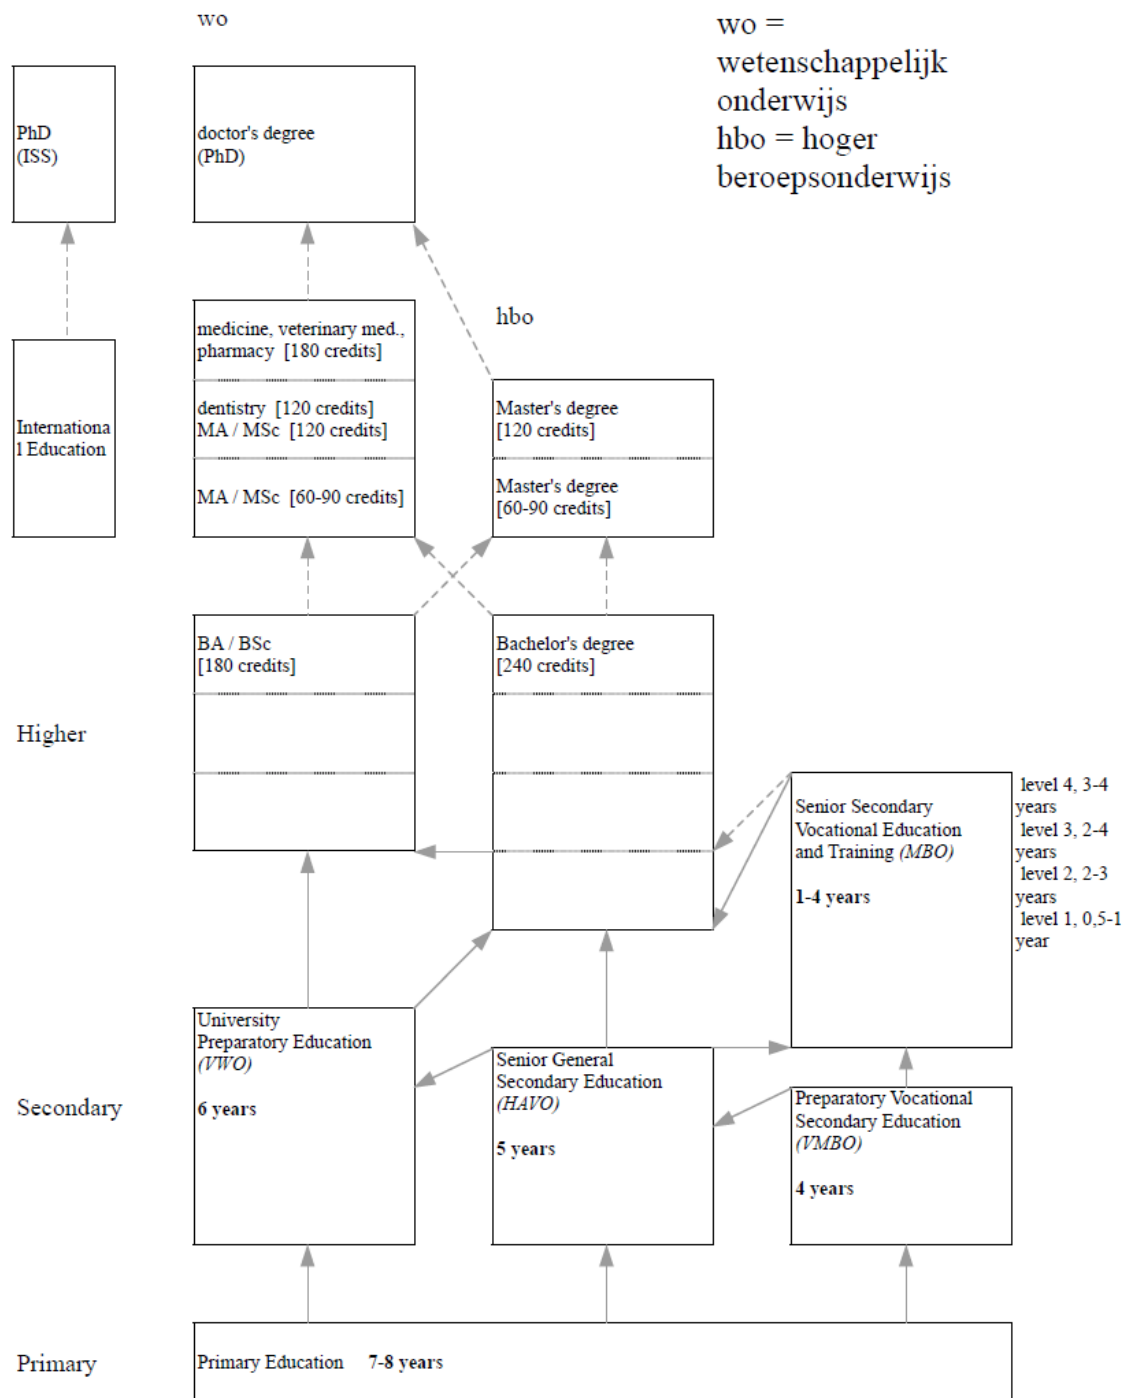 wo
wo =
wetenschappelijk
onderwijs
hbo = hoger
beroepsonderwijs
PhD
(ISS)
doctor's degree
(PhD)
medicine, veterinary med.,
pharmacy [180 credits]
hbo
Internationa
l Education
dentistry [120 credits]
MA / MSc [120 credits]
Master's degree
[120 credits]
MA / MSc [60-90 credits]
Master's degree
[60-90 credits]
BA / BSc
[180 credits]
Bachelor's degree
[240 credits]
Higher
Senior Secondary
Vocational Education
and Training (MBO)
1-4 years
level 4, 3-4
years
level 3, 2-4
years
level 2, 2-3
years
level 1, 0,5-1
year
University
Preparatory Education
(VWO)
6 years
Senior General
Secondary Education
(HAVO)
5 years
Secondary
Preparatory Vocational
Secondary Education
(VMBO)
4 years
Primary
Primary Education 7-8 years